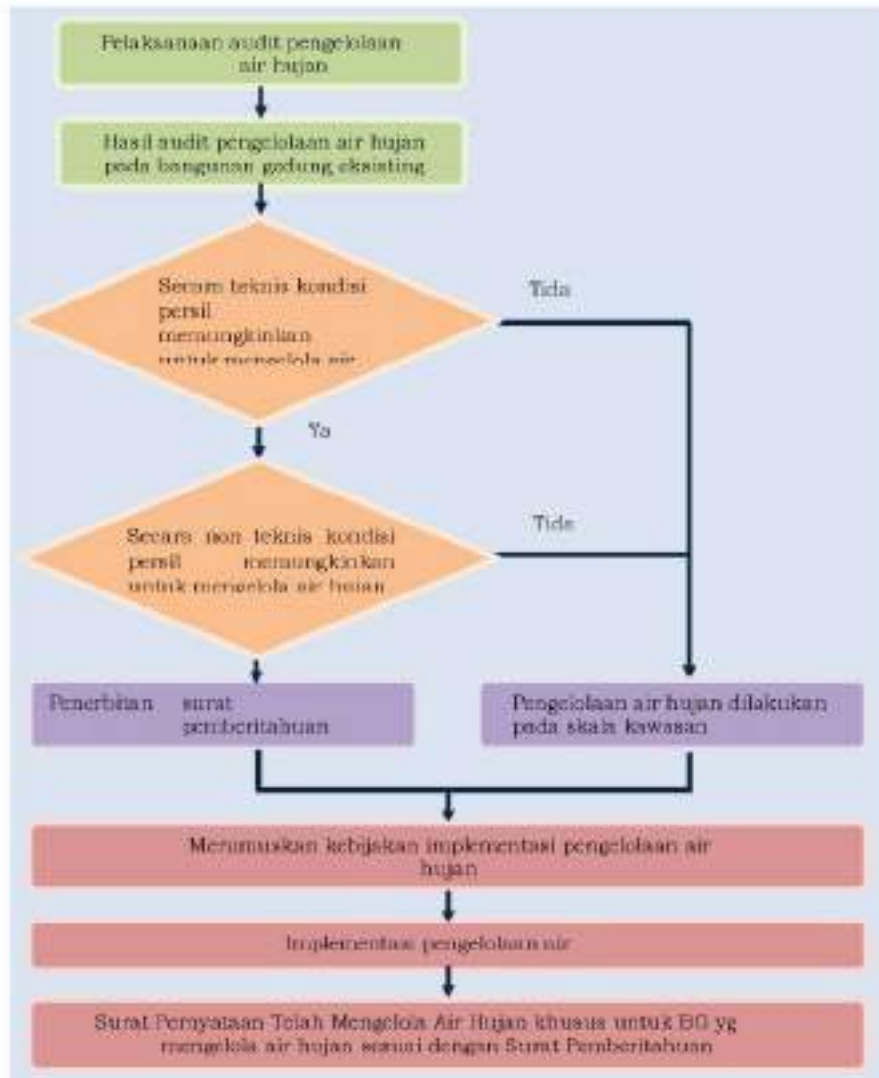 Pelaksanaan audit pengelolaan
air hujan
Hasil audit pengelolaan air hujan
pada bangunan gedung eksisting
Secara teknis kondisi
persil
memungkinkan
untuk mengelola air
Tida
Ya
Secara non teknis kondisi
persil memungkinkan
untuk mengelola air hujan
Tida
Penerbitan surat
pemberitahuan
Pengelolaan air hujan dilakukan
pada skala kawasan
Merumuskan kebijakan implementasi pengelolaan air
hujan
Implementasi pengelolaan air
Surat Pernyataan Telah Mengelola Air Hujan khusus untuk BG yg
mengelola air hujan sesuai dengan Surat Pemberitahuan